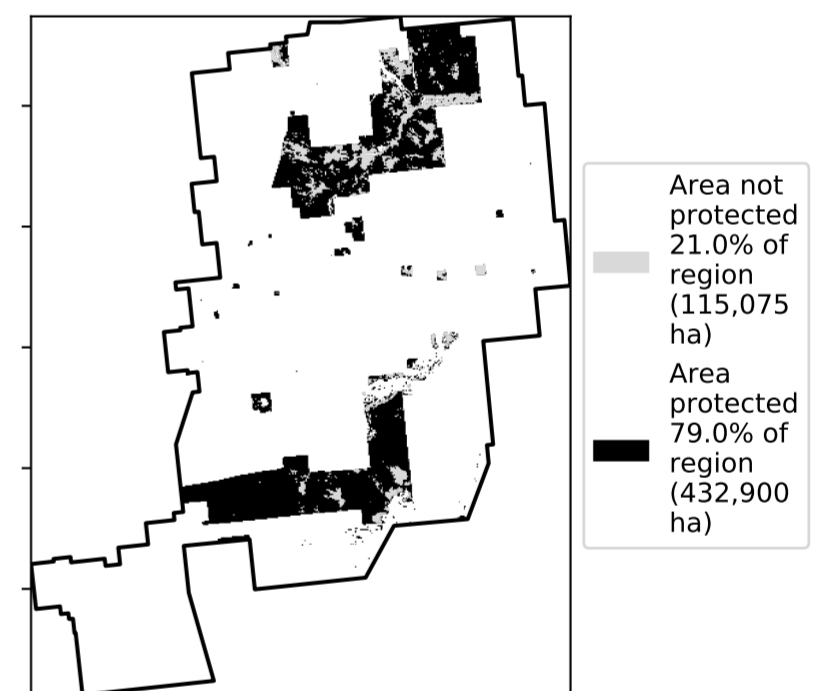 Area not
protected
21.0% of
region
(115,075
ha)
Area
protected
79.0% of
region
(432,900
ha)